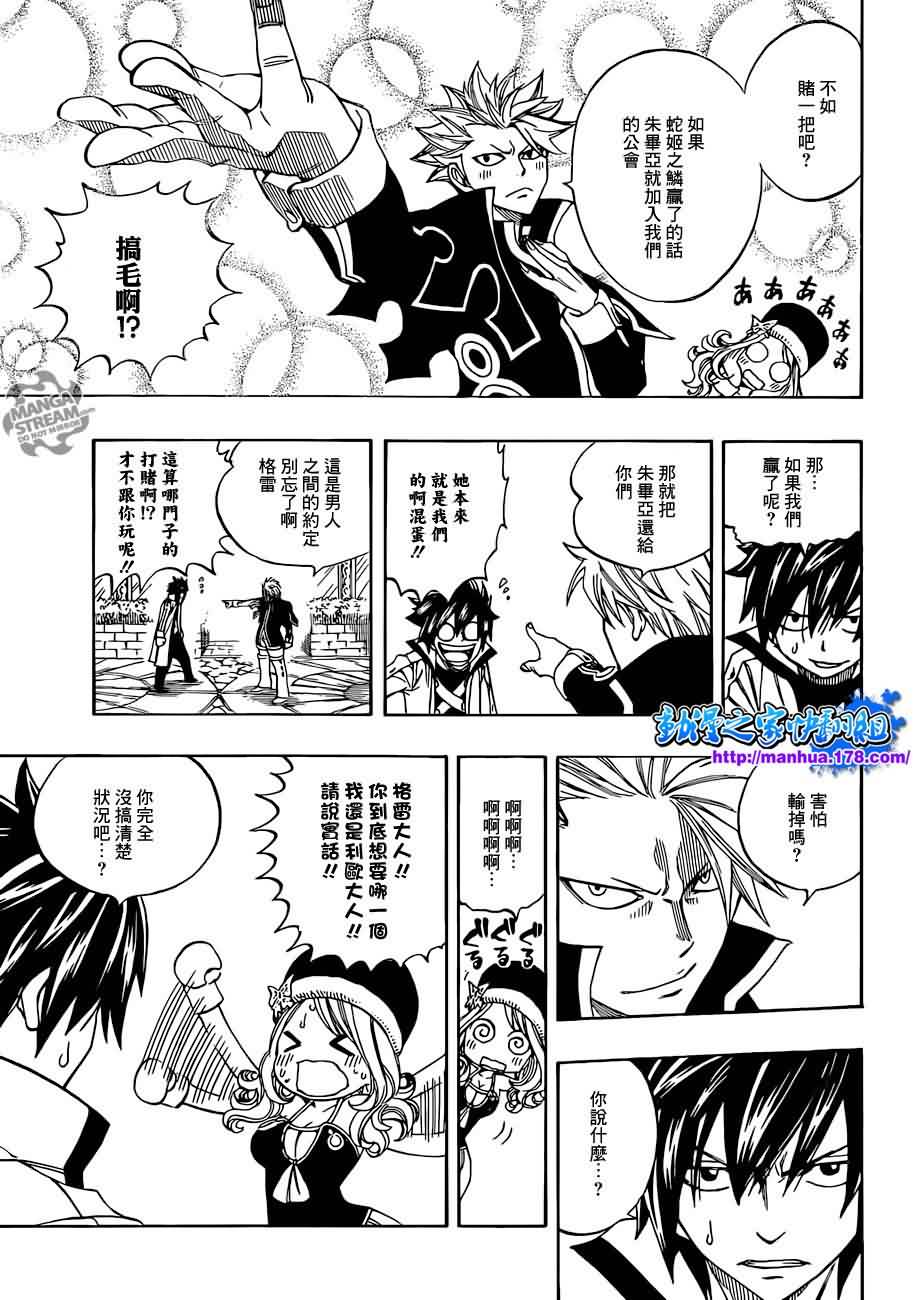 不如
賭一把吧?
如果
蛇姬之鱗贏了的話
朱畢亞就加入我們
的公會
搞毛啊!?
あぁあぁあぁ
MANGA
STREAM.com
DO NOT MIRROR
那…
如果我們
贏了呢?
那就把
朱畢亞還給
你們
她本來
就是我們
的啊混蛋!!
這是男人
之間的約定
別忘了啊
格雷
這算哪門子的
打賭啊!?
才不跟你玩呢!!
動漫之家快翻組
http://manhua.178.com/
害怕
輸掉嗎?
你說什麼…?
啊啊啊…
啊啊啊啊
ぐるぐるぐる
格雷大人!!
你到底想要哪一個
我還是利歐大人!!
請說實話!!
你完全
沒搞清楚
狀況吧…?